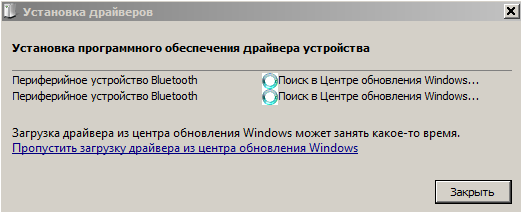 Установка драйверов
Установка программного обеспечения драйвера устройства
Периферийное устройство Bluetooth Поиск в Центре обновления Windows...
Периферийное устройство Bluetooth Поиск в Центре обновления Windows...
Загрузка драйвера из центра обновления Windows может занять какое-то время.
Пропустить загрузку драйвера из центра обновления Windows
Закрыть